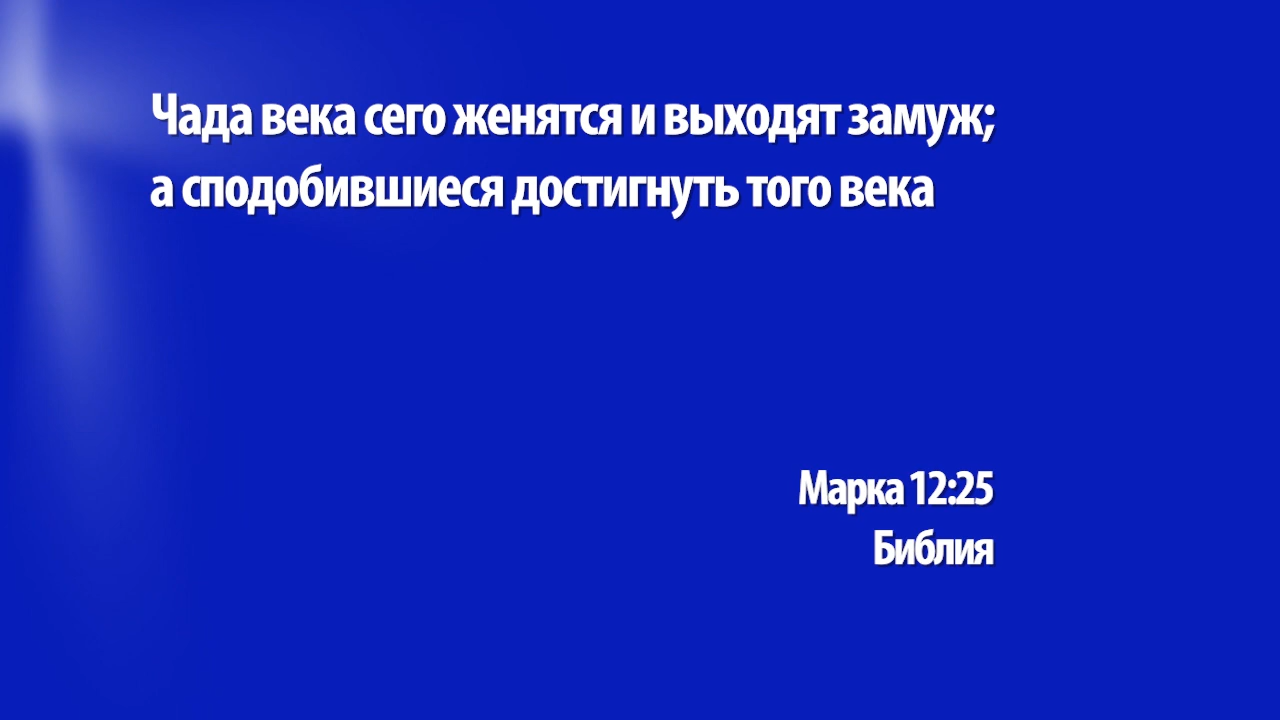 Чада века сего женятся и выходят замуж;
а сподобившиеся достигнуть того века
Марка 12:25
Библия